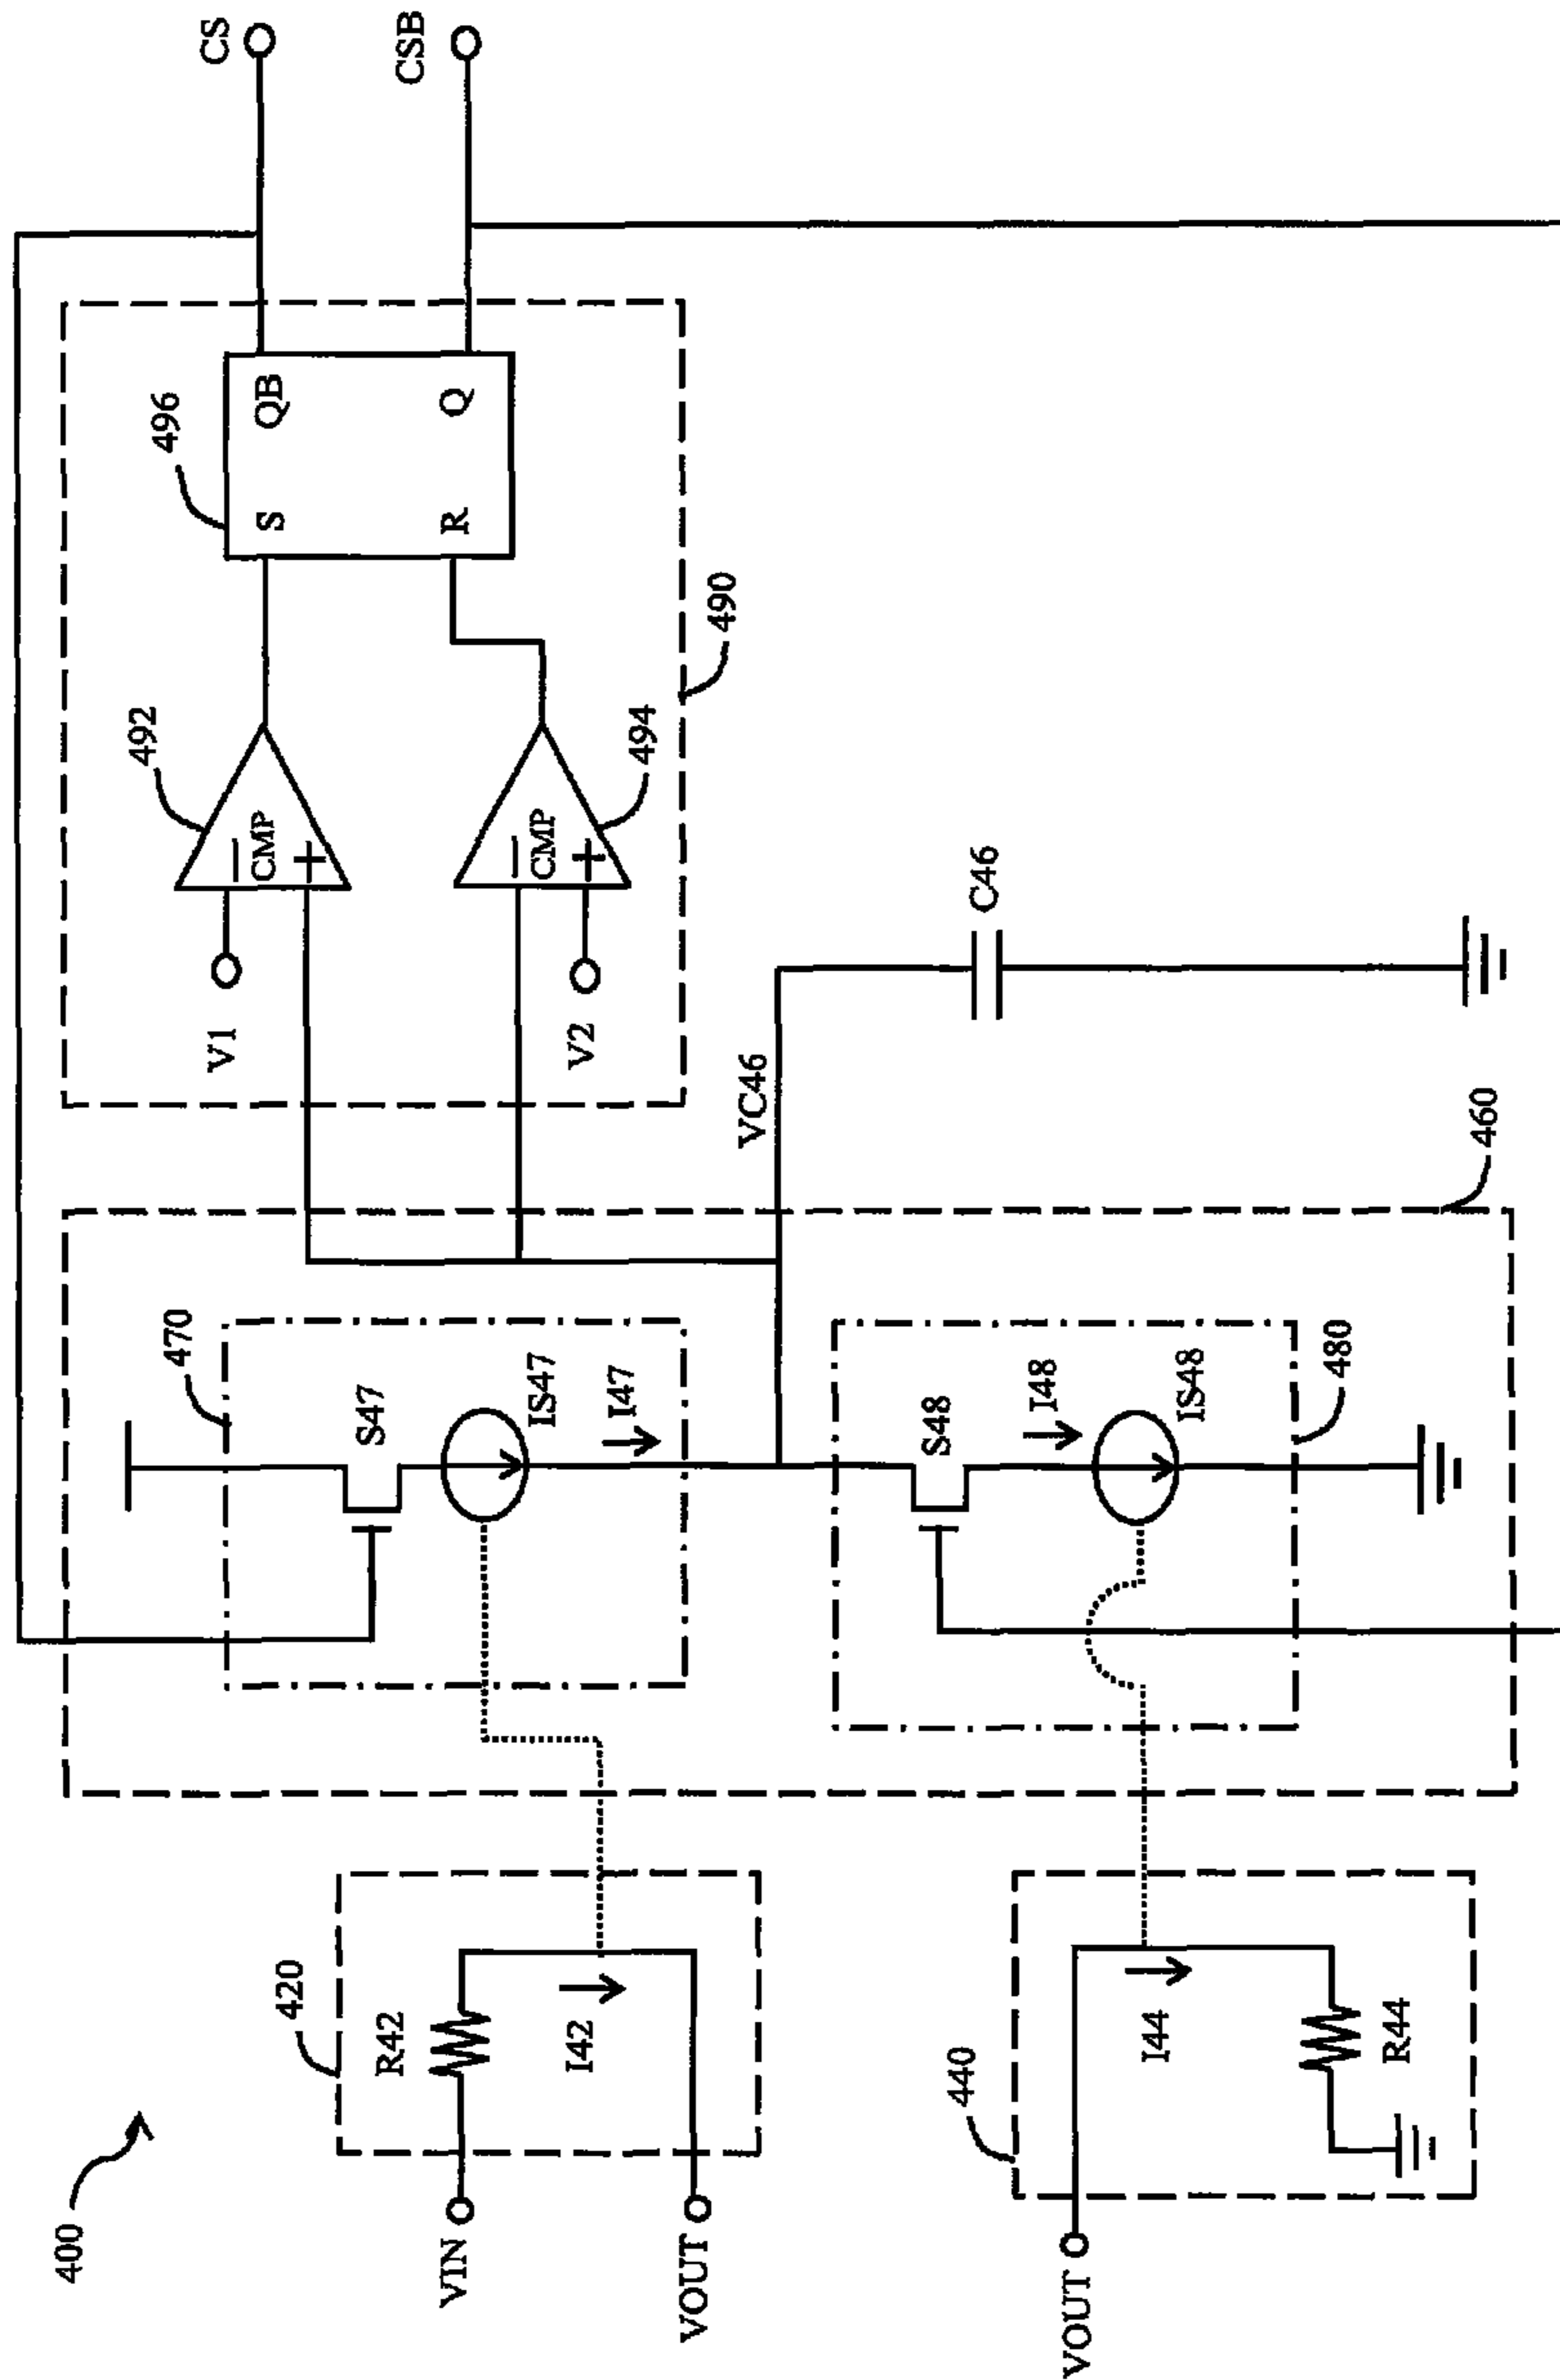 400
VIN
VOUT
420
R42
I42
VOUT
440
I44
R44
470
S47
IS47
I47
S48
I48
IS48
480
460
VC46
C46
V1
V2
492
CMP
−
+
494
CMP
−
+
490
496
S
R
QB
Q
CS
CSB